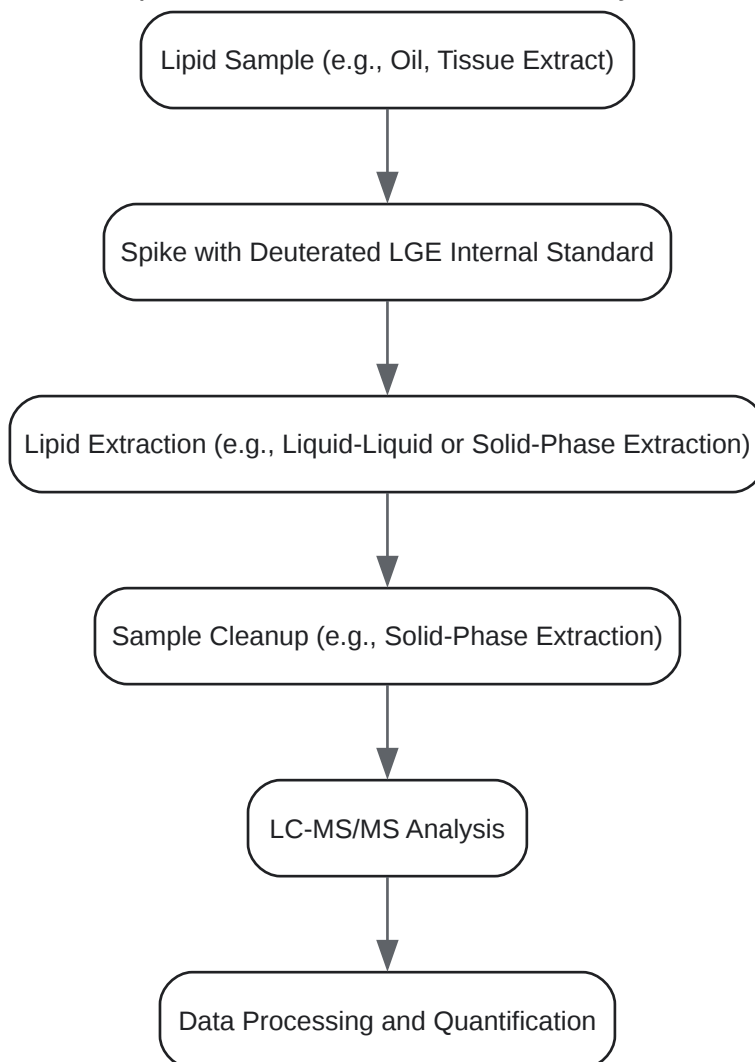 Lipid Sample (e.g., Oil, Tissue Extract)
Spike with Deuterated LGE Internal Standard
Lipid Extraction (e.g., Liquid-Liquid or Solid-Phase Extraction)
Sample Cleanup (e.g., Solid-Phase Extraction)
LC-MS/MS Analysis
Data Processing and Quantification